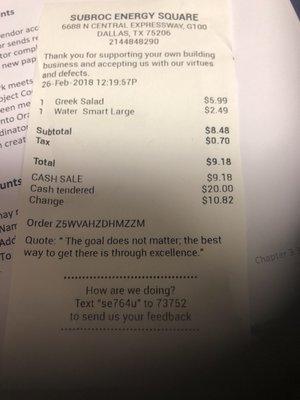 SUBROC ENERGY SQUARE
6688 N CENTRAL EXPRESSWAY, G100
DALLAS, TX 75206
2144848290
Thank you for supporting your own building
business and accepting us with our virtues
and defects.
26-Feb-2018 12:19:57P
1 Greek Salad $5.99
1 Water Smart Large $2.49
Subtotal $8.48
Tax $0.70
Total $9.18
CASH SALE $9.18
Cash tendered $20.00
Change $10.82
Order Z5WVAHZDHMZZM
Quote: " The goal does not matter; the best
way to get there is through excellence."
How are we doing?
Text "se764u" to 73752
to send us your feedback
Chapter